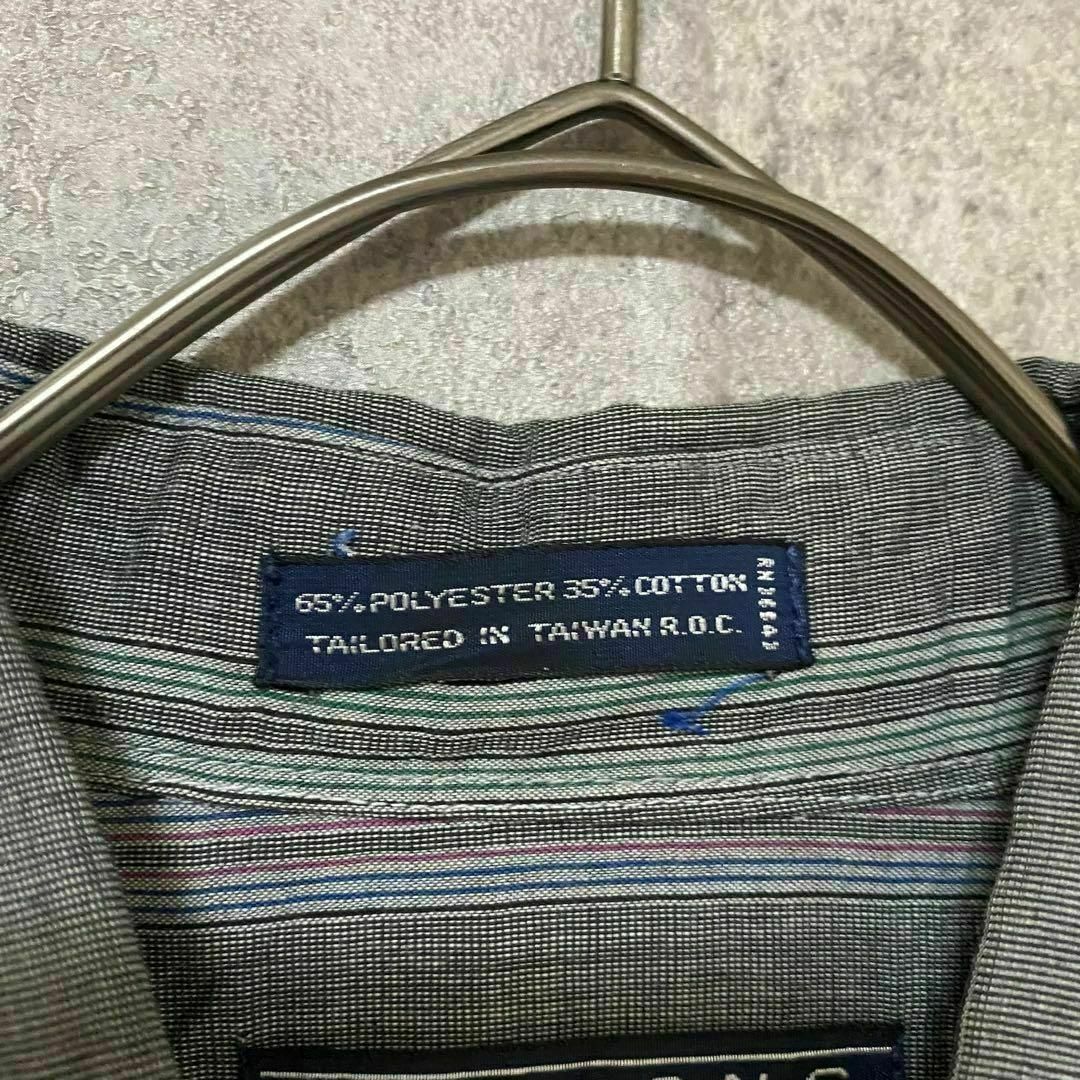 65% POLYESTER 35% COTTON
TAILORED IN TAIWAN R.O.C.